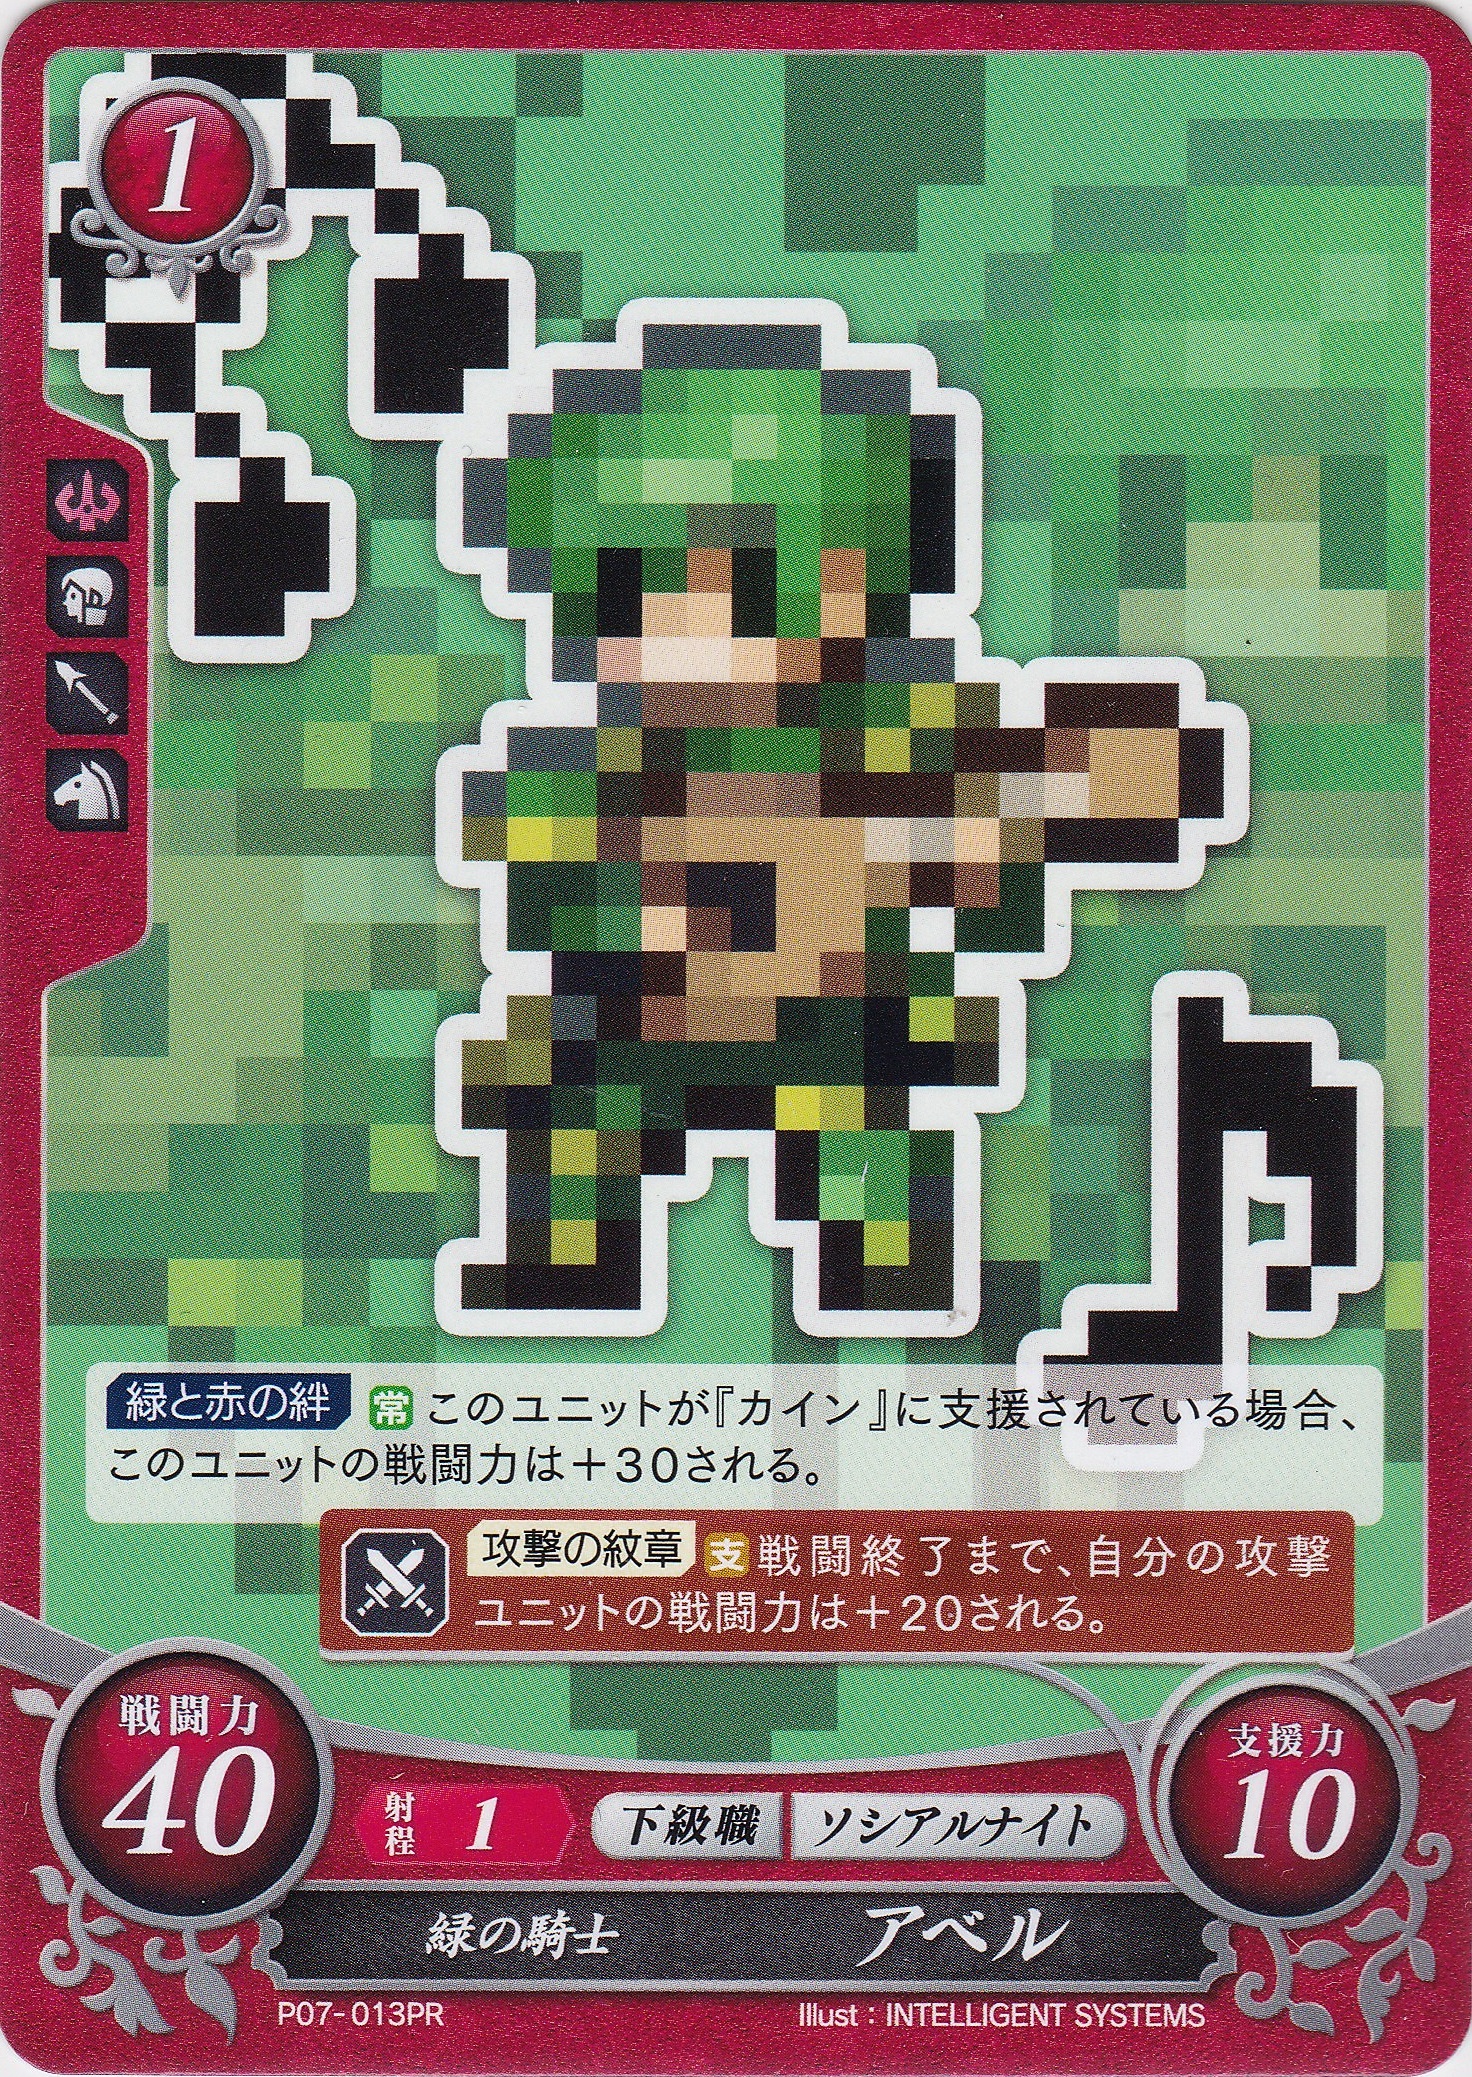 1
緑と赤の絆 常 このユニットが『カイン』に支援されている場合、
このユニットの戦闘力は＋30される。
攻撃の紋章 支 戦闘終了まで、自分の攻撃
ユニットの戦闘力は＋20される。
戦闘力
40
射程 1
下級職 ソシアルナイト
支援力
10
緑の騎士 アベル
P07-013PR Illust : INTELLIGENT SYSTEMS